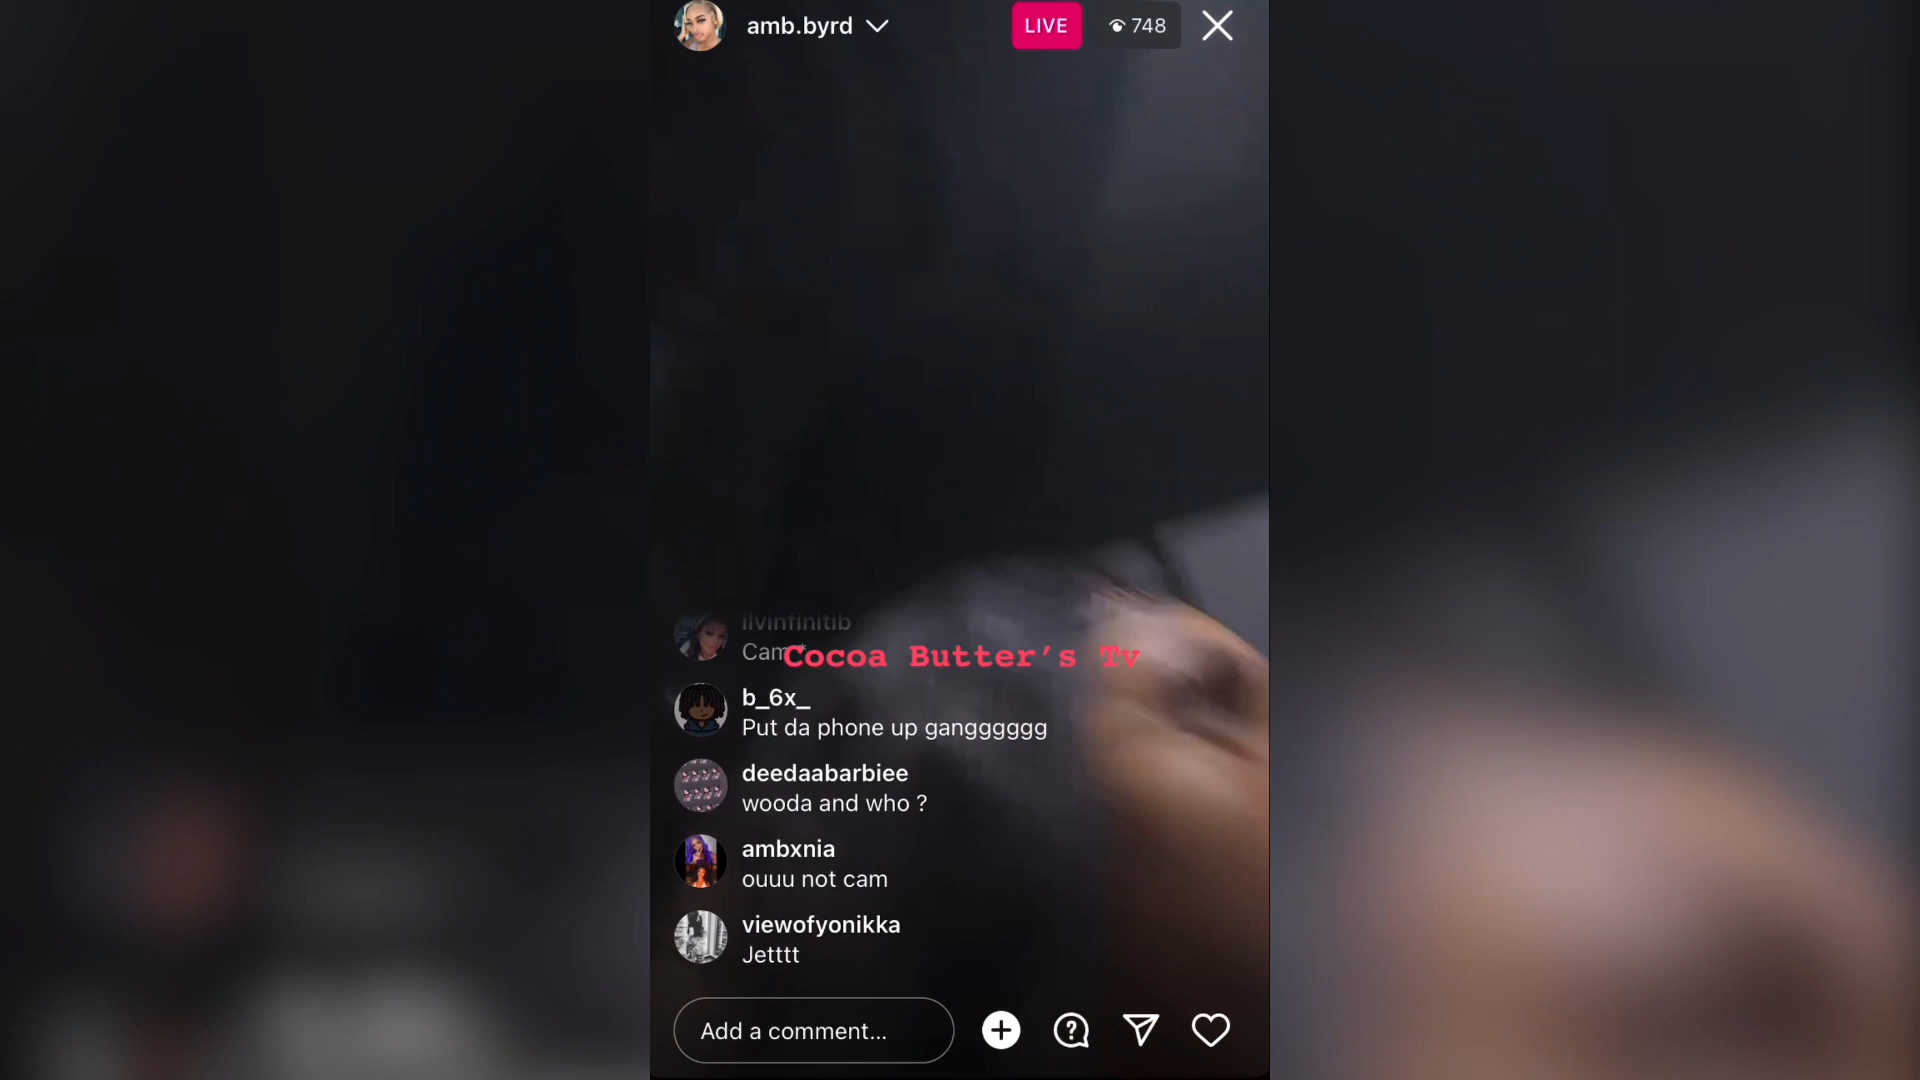 amb.byrd
LIVE
748
ilvinfinitib
Cam*
Cocoa Butter’s Tv
b_6x_
Put da phone up gangggggg
deedaabarbiee
wooda and who ?
ambxnia
ouuu not cam
viewofyonikka
Jetttt
Add a comment...